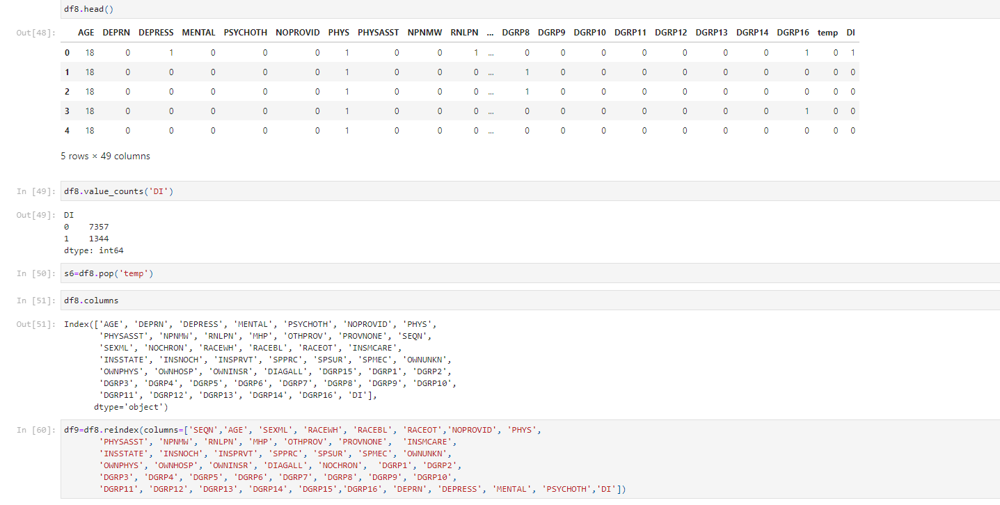 df8.head()
Out[48]:
AGE DEPRN DEPRESS MENTAL PSYCHOTH NOPROVID PHYS PHYSASST NPNMW RNLPN ... DGRP8 DGRP9 DGRP10 DGRP11 DGRP12 DGRP13 DGRP14 DGRP16 temp DI
0 18 0 1 0 0 0 1 0 0 1 ... 0 0 0 0 0 0 0 1 0 1
1 18 0 0 0 0 0 1 0 0 0 ... 1 0 0 0 0 0 0 0 0 0
2 18 0 0 0 0 0 1 0 0 0 ... 1 0 0 0 0 0 0 0 0 0
3 18 0 0 0 0 0 1 0 0 0 ... 0 0 0 0 0 0 0 1 0 0
4 18 0 0 0 0 0 1 0 0 0 ... 0 0 0 0 0 0 0 0 0 0
5 rows × 49 columns
In [49]: df8.value_counts('DI')
Out[49]: DI
0    7357
1    1344
dtype: int64
In [50]: s6=df8.pop('temp')
In [51]: df8.columns
Out[51]: Index(['AGE', 'DEPRN', 'DEPRESS', 'MENTAL', 'PSYCHOTH', 'NOPROVID', 'PHYS',
'PHYSASST', 'NPNMW', 'RNLPN', 'MHP', 'OTHPROV', 'PROVNONE', 'SEQN',
'SEXML', 'NOCHRON', 'RACEWH', 'RACEBL', 'RACEOT', 'INSMCARE',
'INSSTATE', 'INSNOCH', 'INSPRVT', 'SPPRC', 'SPSUR', 'SPMEC', 'OWNUNKN',
'OWNPHYS', 'OWNHOSP', 'OWNINSR', 'DIAGALL', 'DGRP15', 'DGRP1', 'DGRP2',
'DGRP3', 'DGRP4', 'DGRP5', 'DGRP6', 'DGRP7', 'DGRP8', 'DGRP9', 'DGRP10',
'DGRP11', 'DGRP12', 'DGRP13', 'DGRP14', 'DGRP16', 'DI'],
dtype='object')
In [60]: df9=df8.reindex(columns=['SEQN','AGE', 'SEXML', 'RACEWH', 'RACEBL', 'RACEOT','NOPROVID', 'PHYS',
'PHYSASST', 'NPNMW', 'RNLPN', 'MHP', 'OTHPROV', 'PROVNONE',  'INSMCARE',
'INSSTATE', 'INSNOCH', 'INSPRVT', 'SPPRC', 'SPSUR', 'SPMEC', 'OWNUNKN',
'OWNPHYS', 'OWNHOSP', 'OWNINSR', 'DIAGALL', 'NOCHRON',  'DGRP1', 'DGRP2',
'DGRP3', 'DGRP4', 'DGRP5', 'DGRP6', 'DGRP7', 'DGRP8', 'DGRP9', 'DGRP10',
'DGRP11', 'DGRP12', 'DGRP13', 'DGRP14', 'DGRP15','DGRP16', 'DEPRN', 'DEPRESS', 'MENTAL', 'PSYCHOTH','DI'])